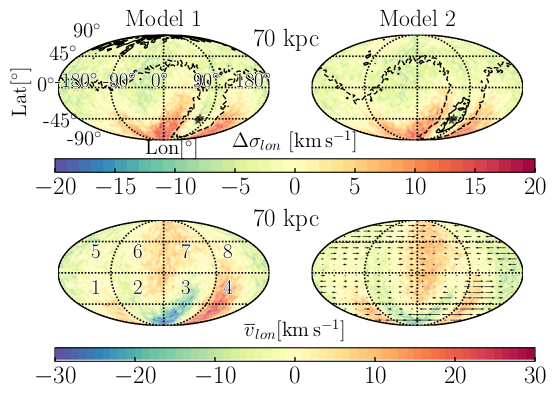 Model 1 Model 2
90° 70 kpc
45°
0° -180° -90° 0° 90° 180°
Lat[°]
-45°
-90°
Lon[°] Δσ_lon [km s⁻¹]
−20 −15 −10 −5 0 5 10 15 20
70 kpc
5 6 7 8
1 2 3 4
v̅_lon[km s⁻¹]
−30 −20 −10 0 10 20 30